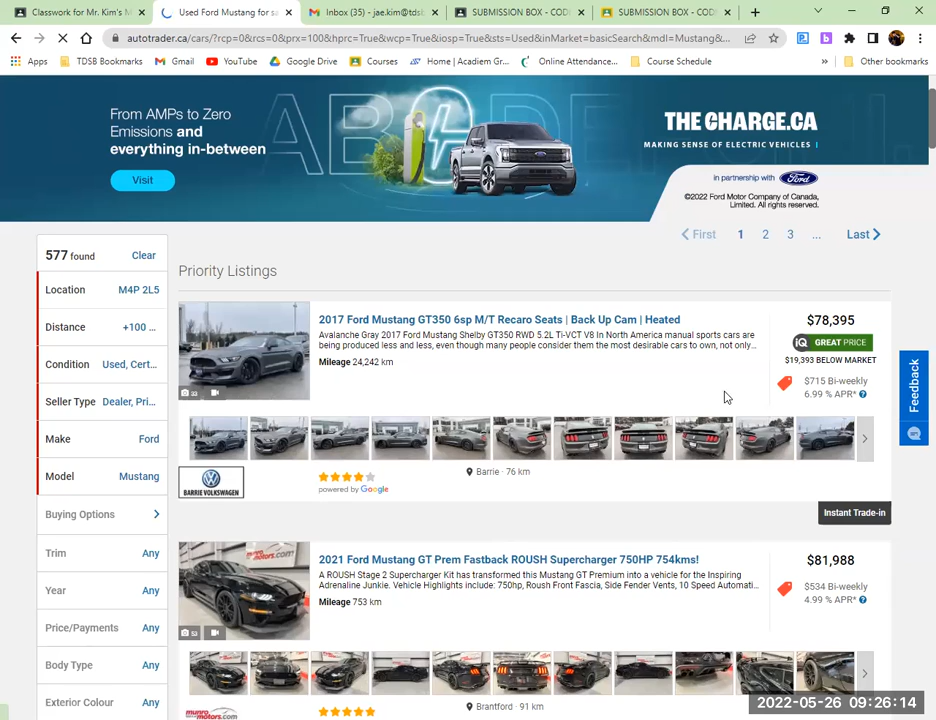 Classwork for Mr. Kim's M
Used Ford Mustang for sa
Inbox (35) - jae.kim@tdsb
SUBMISSION BOX - CODE
SUBMISSION BOX - CODE
autotrader.ca/cars/?rcp=0&rcs=0&prx=100&hprc=True&wcp=True&iosp=True&sts=Used&inMarket=basicSearch&mdl=Mustang&...
Apps
TDSB Bookmarks
Gmail
YouTube
Google Drive
Courses
Home | Acadiem Gr...
Online Attendance...
Course Schedule
Other bookmarks
From AMPs to Zero
Emissions and
everything in-between
Visit
THE CHARGE.CA
MAKING SENSE OF ELECTRIC VEHICLES
in partnership with Ford
©2022 Ford Motor Company of Canada,
Limited. All rights reserved.
577 found Clear
First 1 2 3 ... Last
Location M4P 2L5
Distance +100 ...
Condition Used, Cert...
Seller Type Dealer, Pri...
Make Ford
Model Mustang
Buying Options
Trim Any
Year Any
Price/Payments Any
Body Type Any
Exterior Colour Any
Priority Listings
2017 Ford Mustang GT350 6sp M/T Recaro Seats | Back Up Cam | Heated
Avalanche Gray 2017 Ford Mustang Shelby GT350 RWD 5.2L Ti-VCT V8 In North America manual sports cars are
being produced less and less, even though many people consider them the most desirable cars to own, not only...
Mileage 24,242 km
$78,395
iQ GREAT PRICE
$19,393 BELOW MARKET
$715 Bi-weekly
6.99 % APR*
BARRIE VOLKSWAGEN
powered by Google
Barrie · 76 km
Feedback
Instant Trade-in
2021 Ford Mustang GT Prem Fastback ROUSH Supercharger 750HP 754kms!
A ROUSH Stage 2 Supercharger Kit has transformed this Mustang GT Premium into a vehicle for the Inspiring
Adrenaline Junkie. Vehicle Highlights include: 750hp, Roush Front Fascia, Side Fender Vents, 10 Speed Automati...
Mileage 753 km
$81,988
$534 Bi-weekly
4.99 % APR*
munromotors.com
Brantford · 91 km
2022-05-26 09:26:14